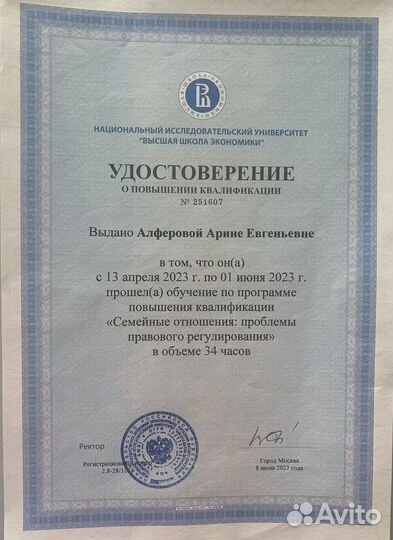 НАЦИОНАЛЬНЫЙ ИССЛЕДОВАТЕЛЬСКИЙ УНИВЕРСИТЕТ
"ВЫСШАЯ ШКОЛА ЭКОНОМИКИ"
УДОСТОВЕРЕНИЕ
О ПОВЫШЕНИИ КВАЛИФИКАЦИИ
№ 251607
Выдано Алферовой Арине Евгеньевне
в том, что он(а)
с 13 апреля 2023 г. по 01 июня 2023 г.
прошел(а) обучение по программе
повышения квалификации
«Семейные отношения: проблемы
правового регулирования»
в объеме 34 часов
Ректор
Город Москва
8 июня 2023 года
Avito